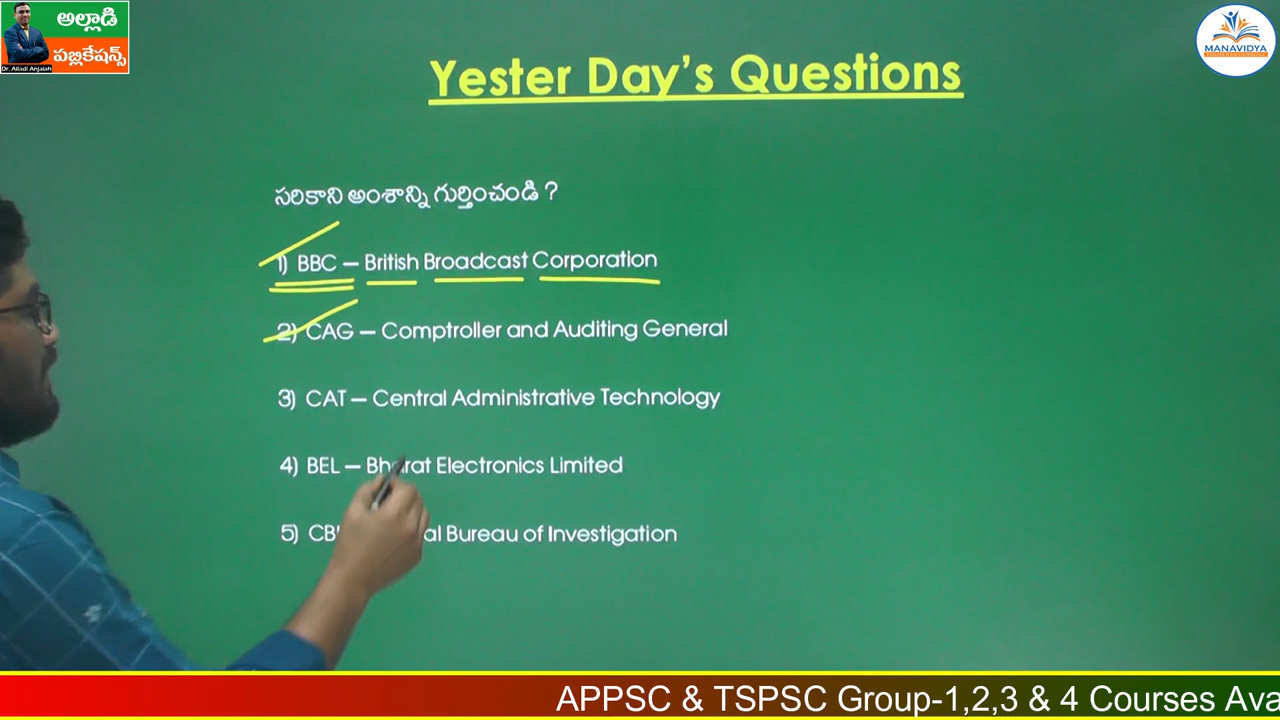 అల్లాడి
పబ్లికేషన్స్
Dr. Alladi Anjaiah
MANAVIDYA
Yester Day's Questions
సరికాని అంశాన్ని గుర్తించండి ?
1) BBC – British Broadcast Corporation
2) CAG – Comptroller and Auditing General
3) CAT – Central Administrative Technology
4) BEL – Bharat Electronics Limited
5) Bureau of Investigation
APPSC & TSPSC Group-1,2,3 & 4 Courses Ava